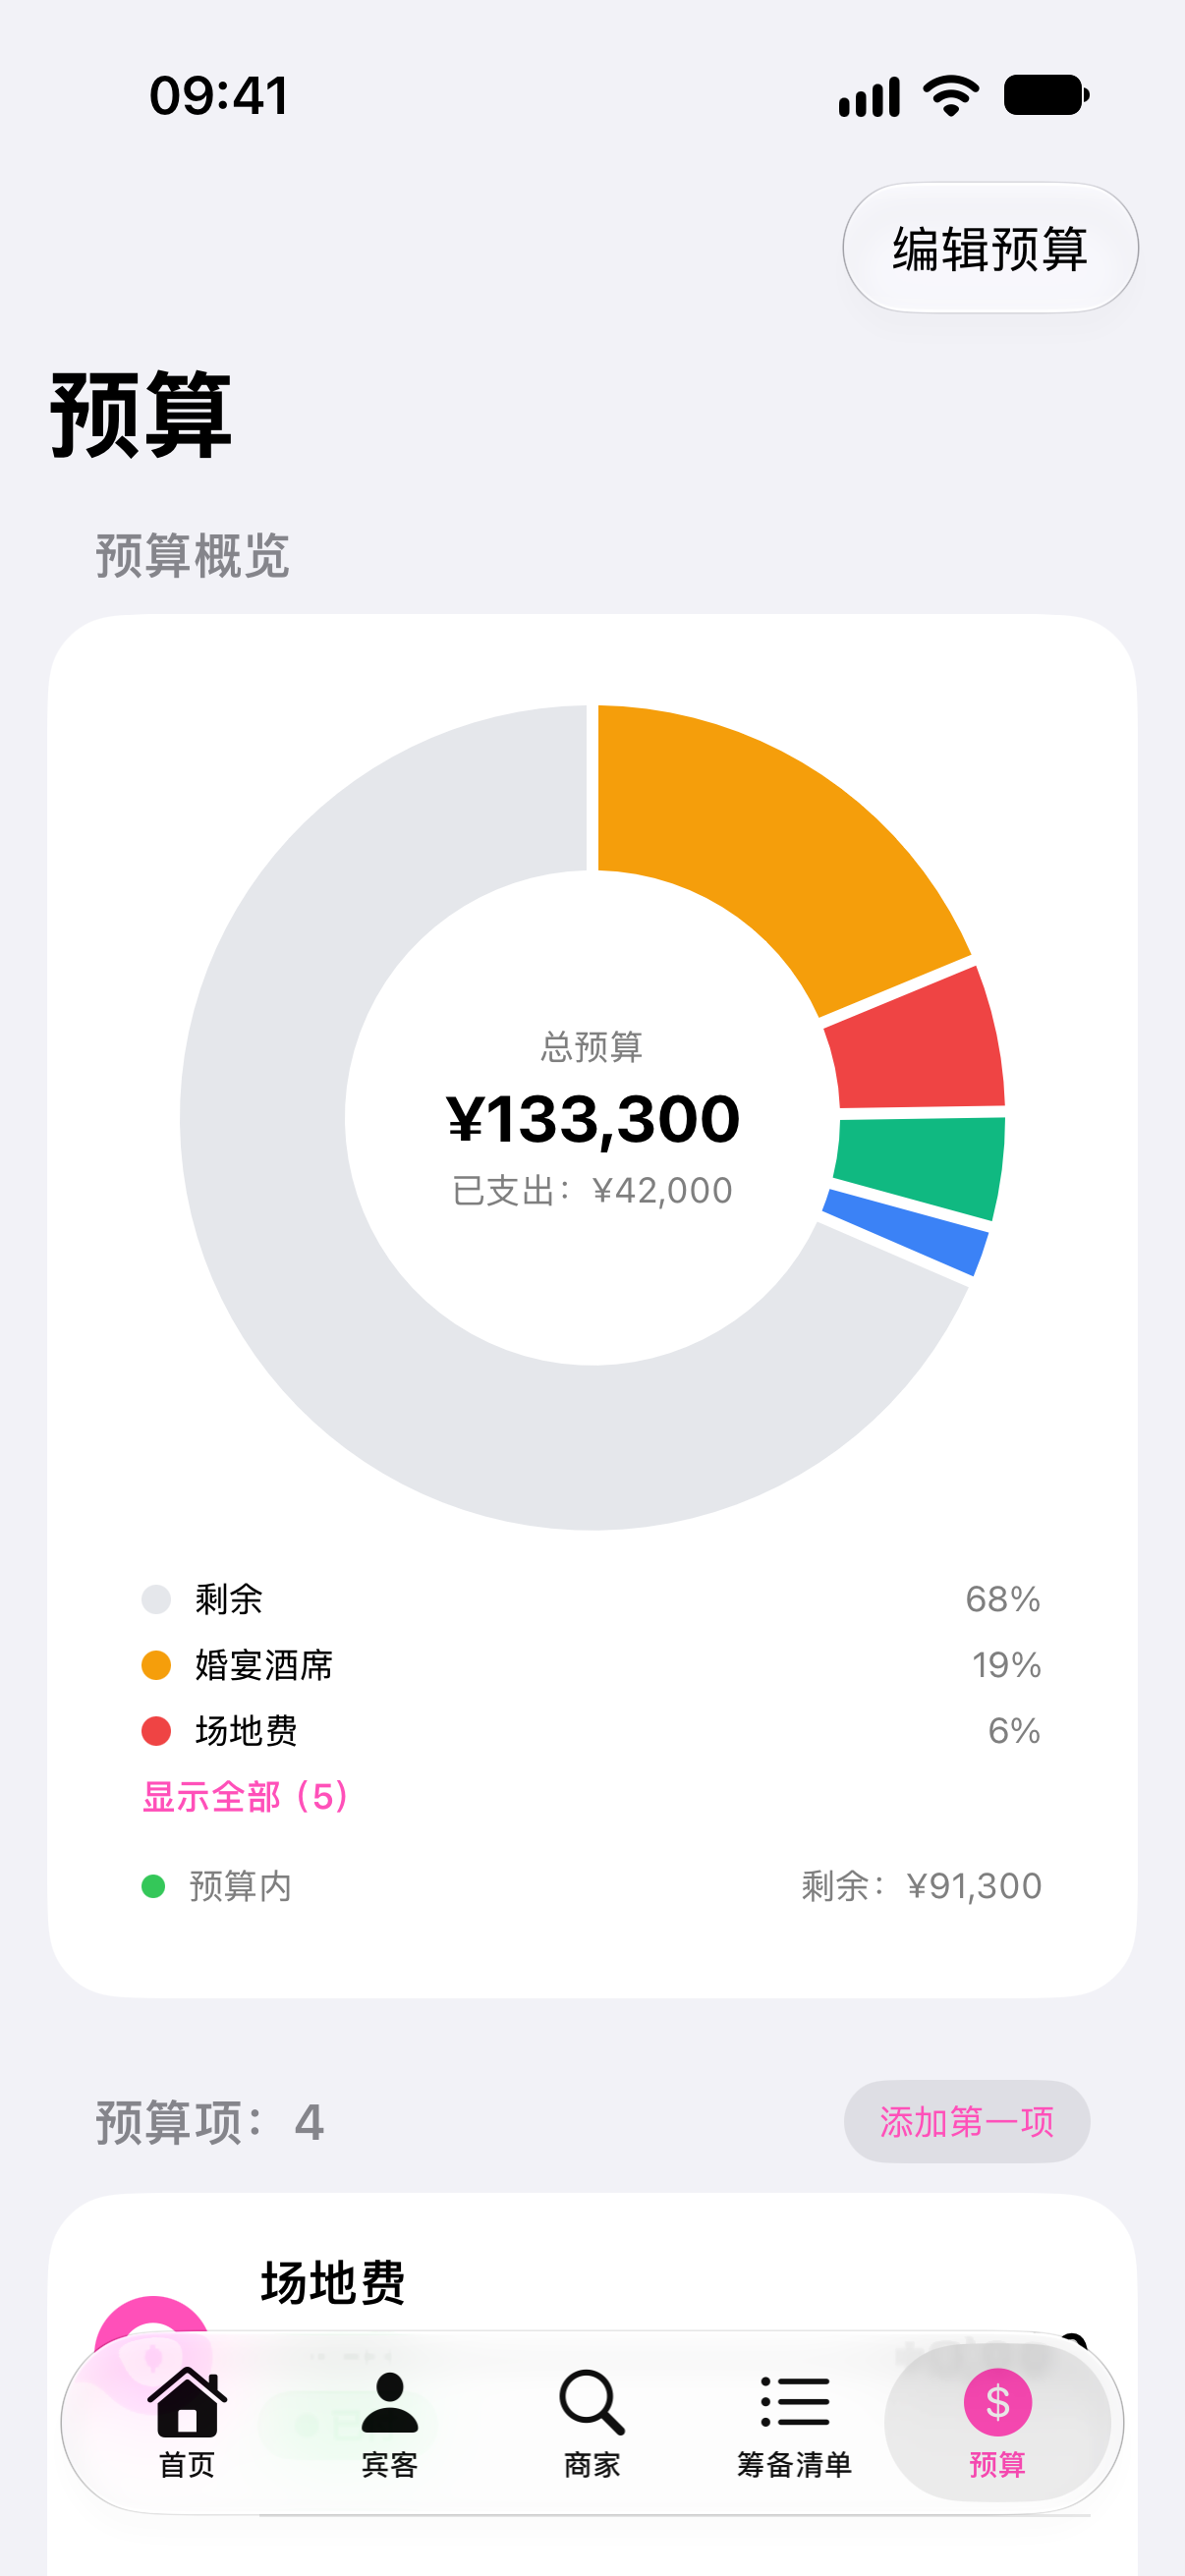 09:41
编辑预算
预算
预算概览
总预算
¥133,300
已支出：¥42,000
剩余 68%
婚宴酒席 19%
场地费 6%
显示全部（5）
预算内 剩余：¥91,300
预算项：4 添加第一项
场地费
首页 宾客 商家 筹备清单 预算